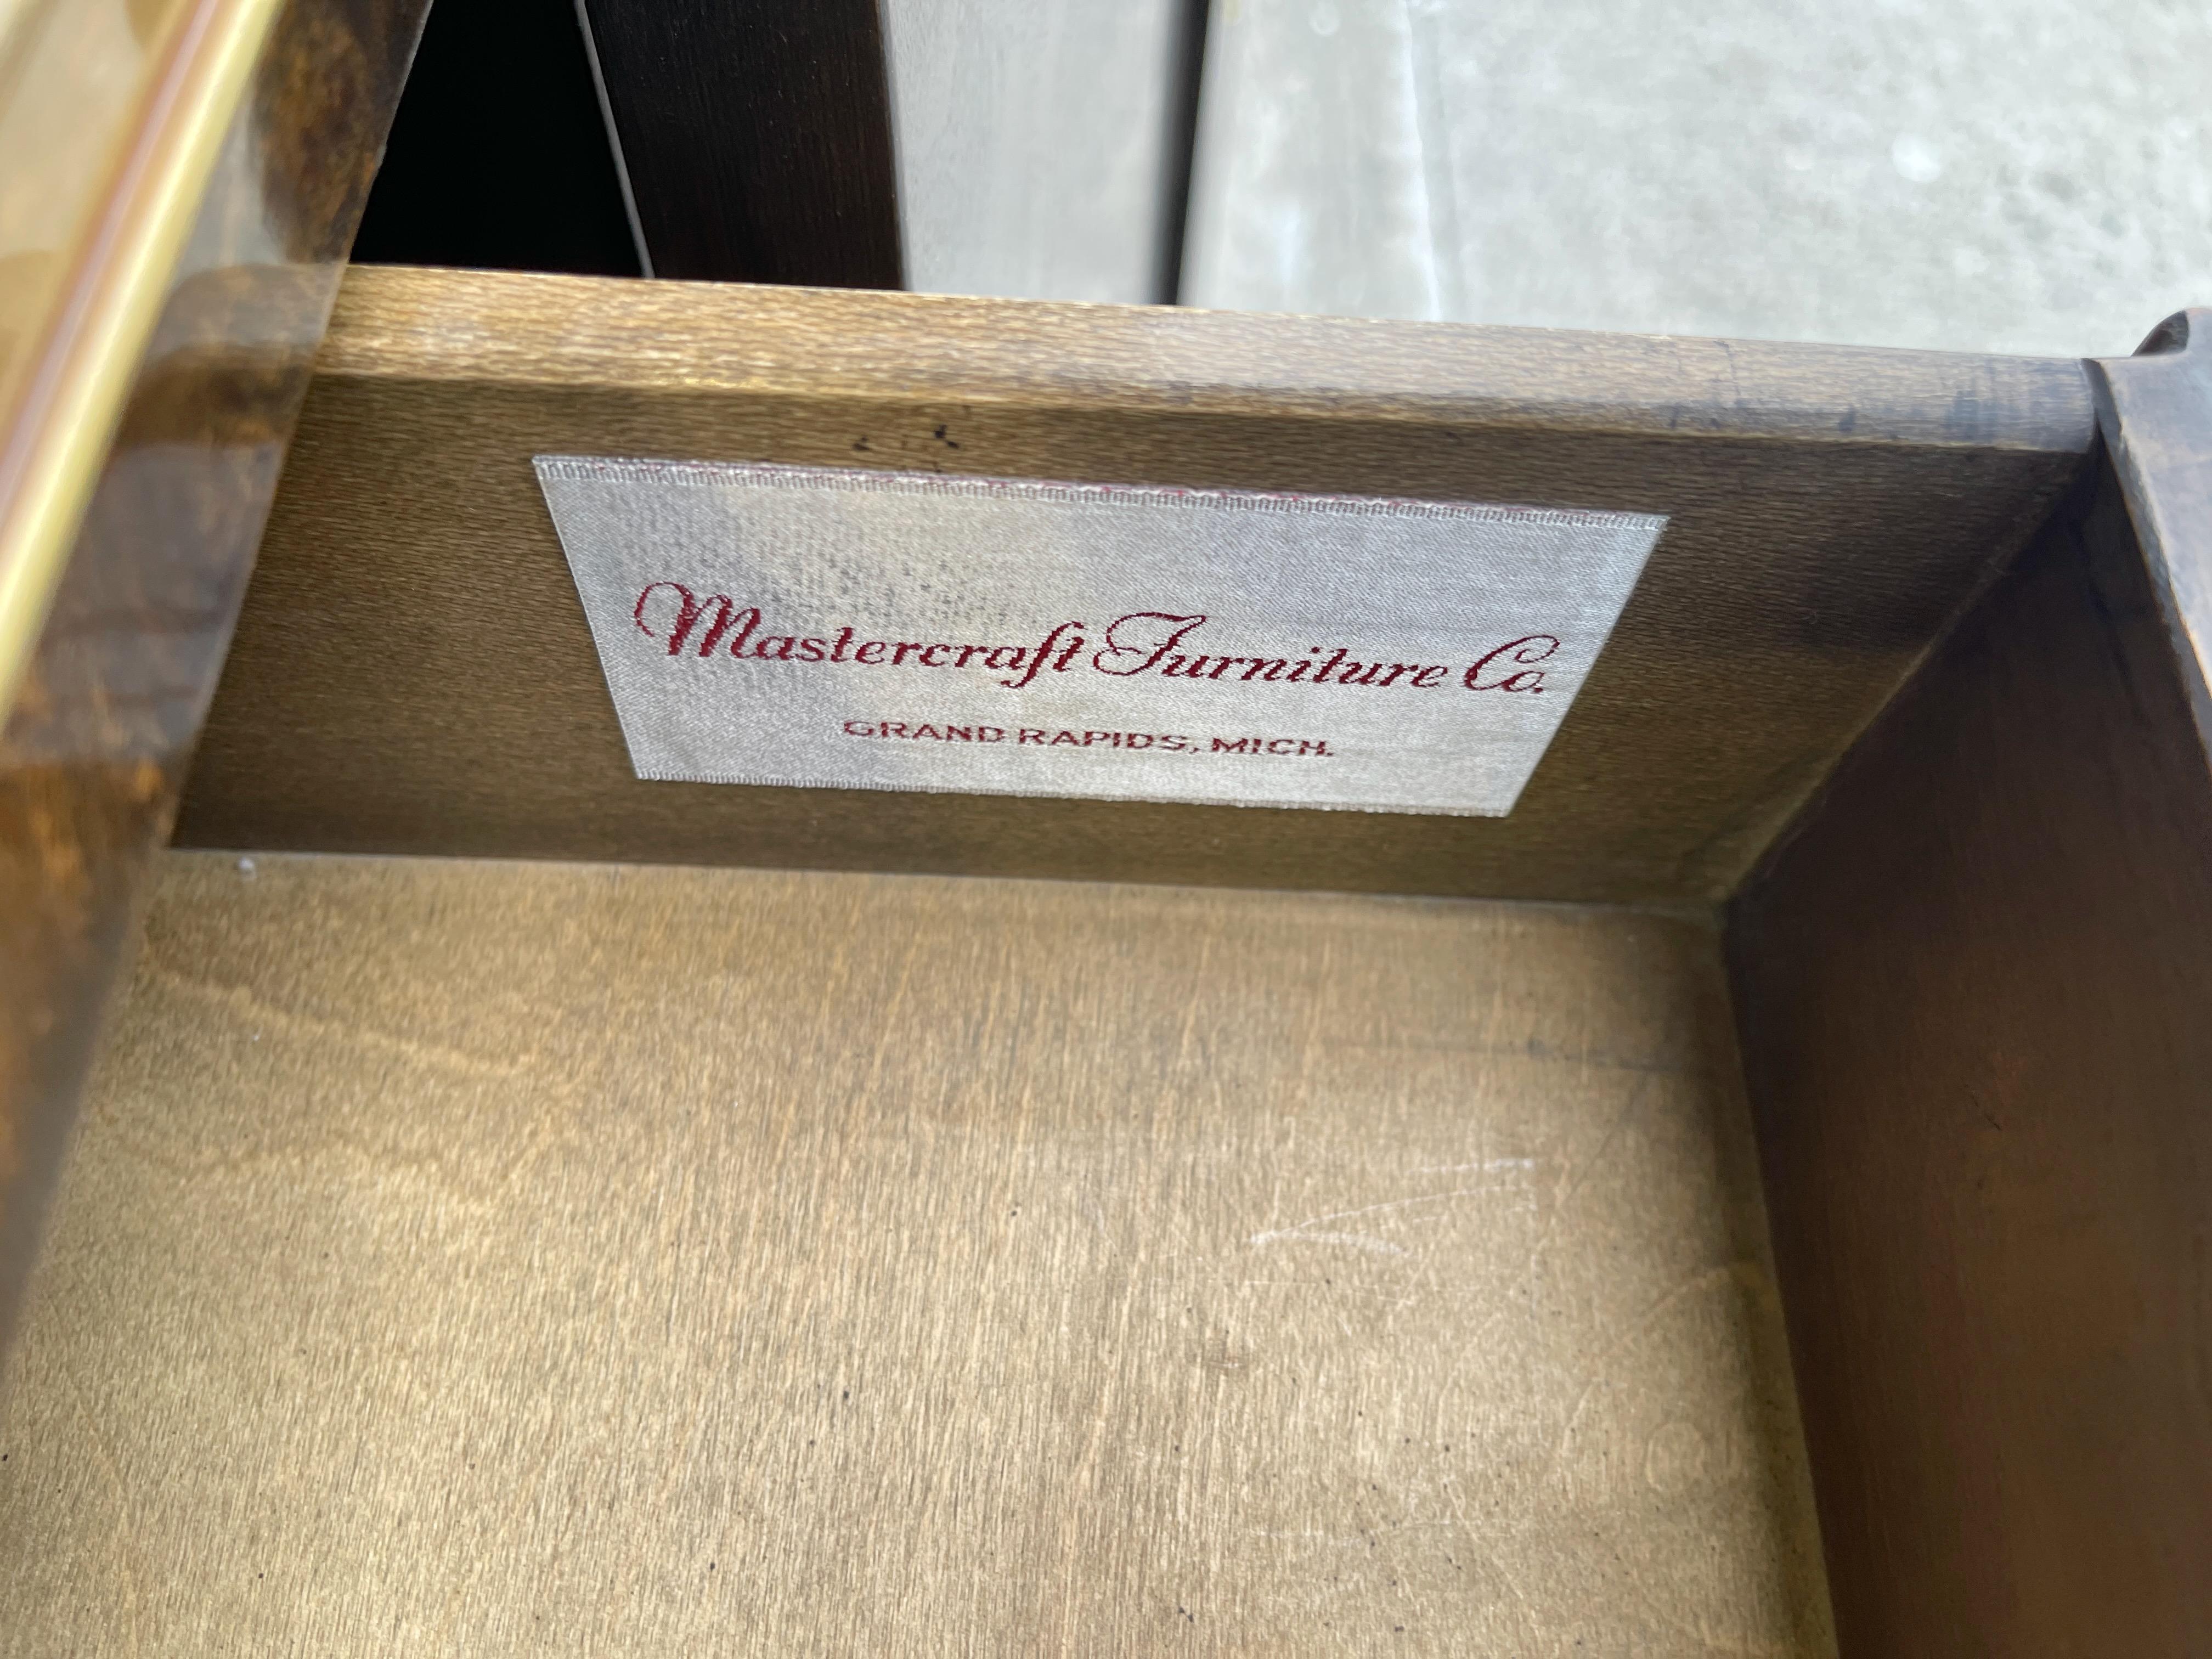 Mastercraft Furniture Co.
GRAND RAPIDS, MICH.